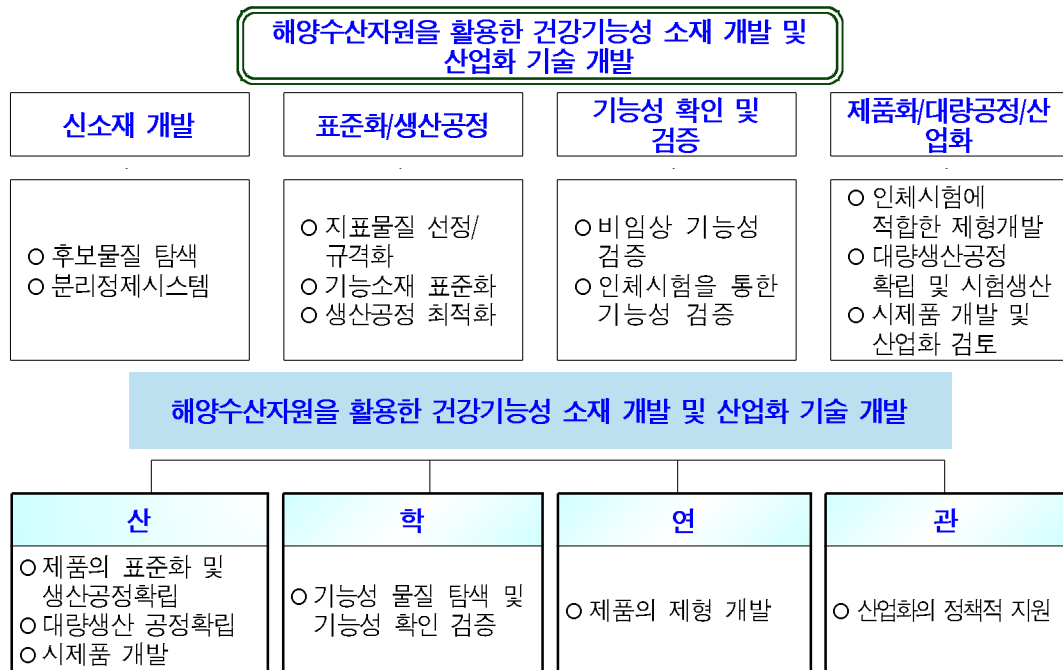 해양수산자원을 활용한 건강기능성 소재 개발 및
산업화 기술 개발
신소재 개발
표준화/생산공정
기능성 확인 및
검증
제품화/대량공정/산
업화
○ 후보물질 탐색
○ 분리정제시스템
○ 지표물질 선정/
규격화
○ 기능소재 표준화
○ 생산공정 최적화
○ 비임상 기능성
검증
○ 인체시험을 통한
기능성 검증
○ 인체시험에
적합한 제형개발
○ 대량생산공정
확립 및 시험생산
○ 시제품 개발 및
산업화 검토
해양수산자원을 활용한 건강기능성 소재 개발 및 산업화 기술 개발
산
학
연
관
○ 제품의 표준화 및
생산공정확립
○ 대량생산 공정확립
○ 시제품 개발
○ 기능성 물질 탐색 및
기능성 확인 검증
○ 제품의 제형 개발
○ 산업화의 정책적 지원